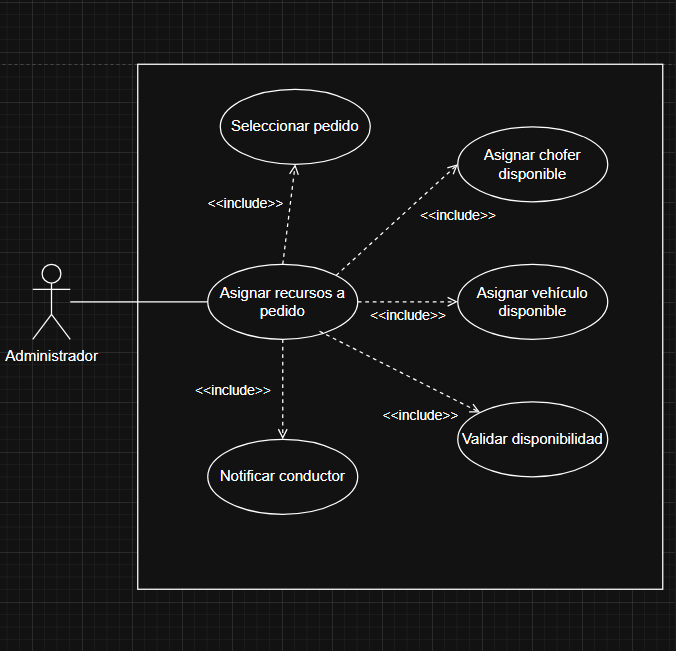 Seleccionar pedido
Asignar chofer
disponible
<<include>>
<<include>>
Asignar recursos a
pedido
Asignar vehículo
disponible
<<include>>
Administrador
<<include>>
<<include>>
Validar disponibilidad
Notificar conductor